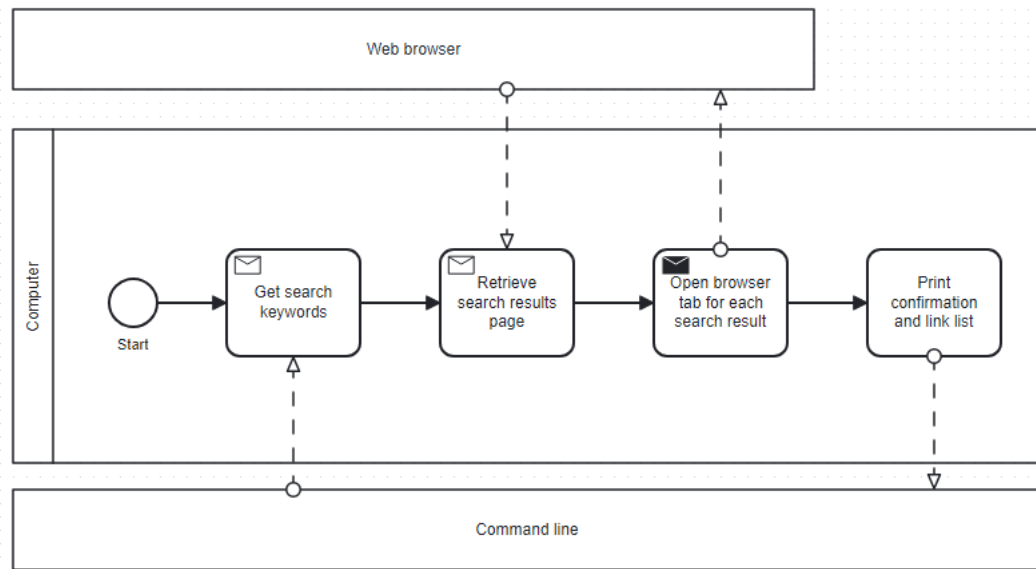 Web browser
Computer
Start
Get search
keywords
Retrieve
search results
page
Open browser
tab for each
search result
Print
confirmation
and link list
Command line